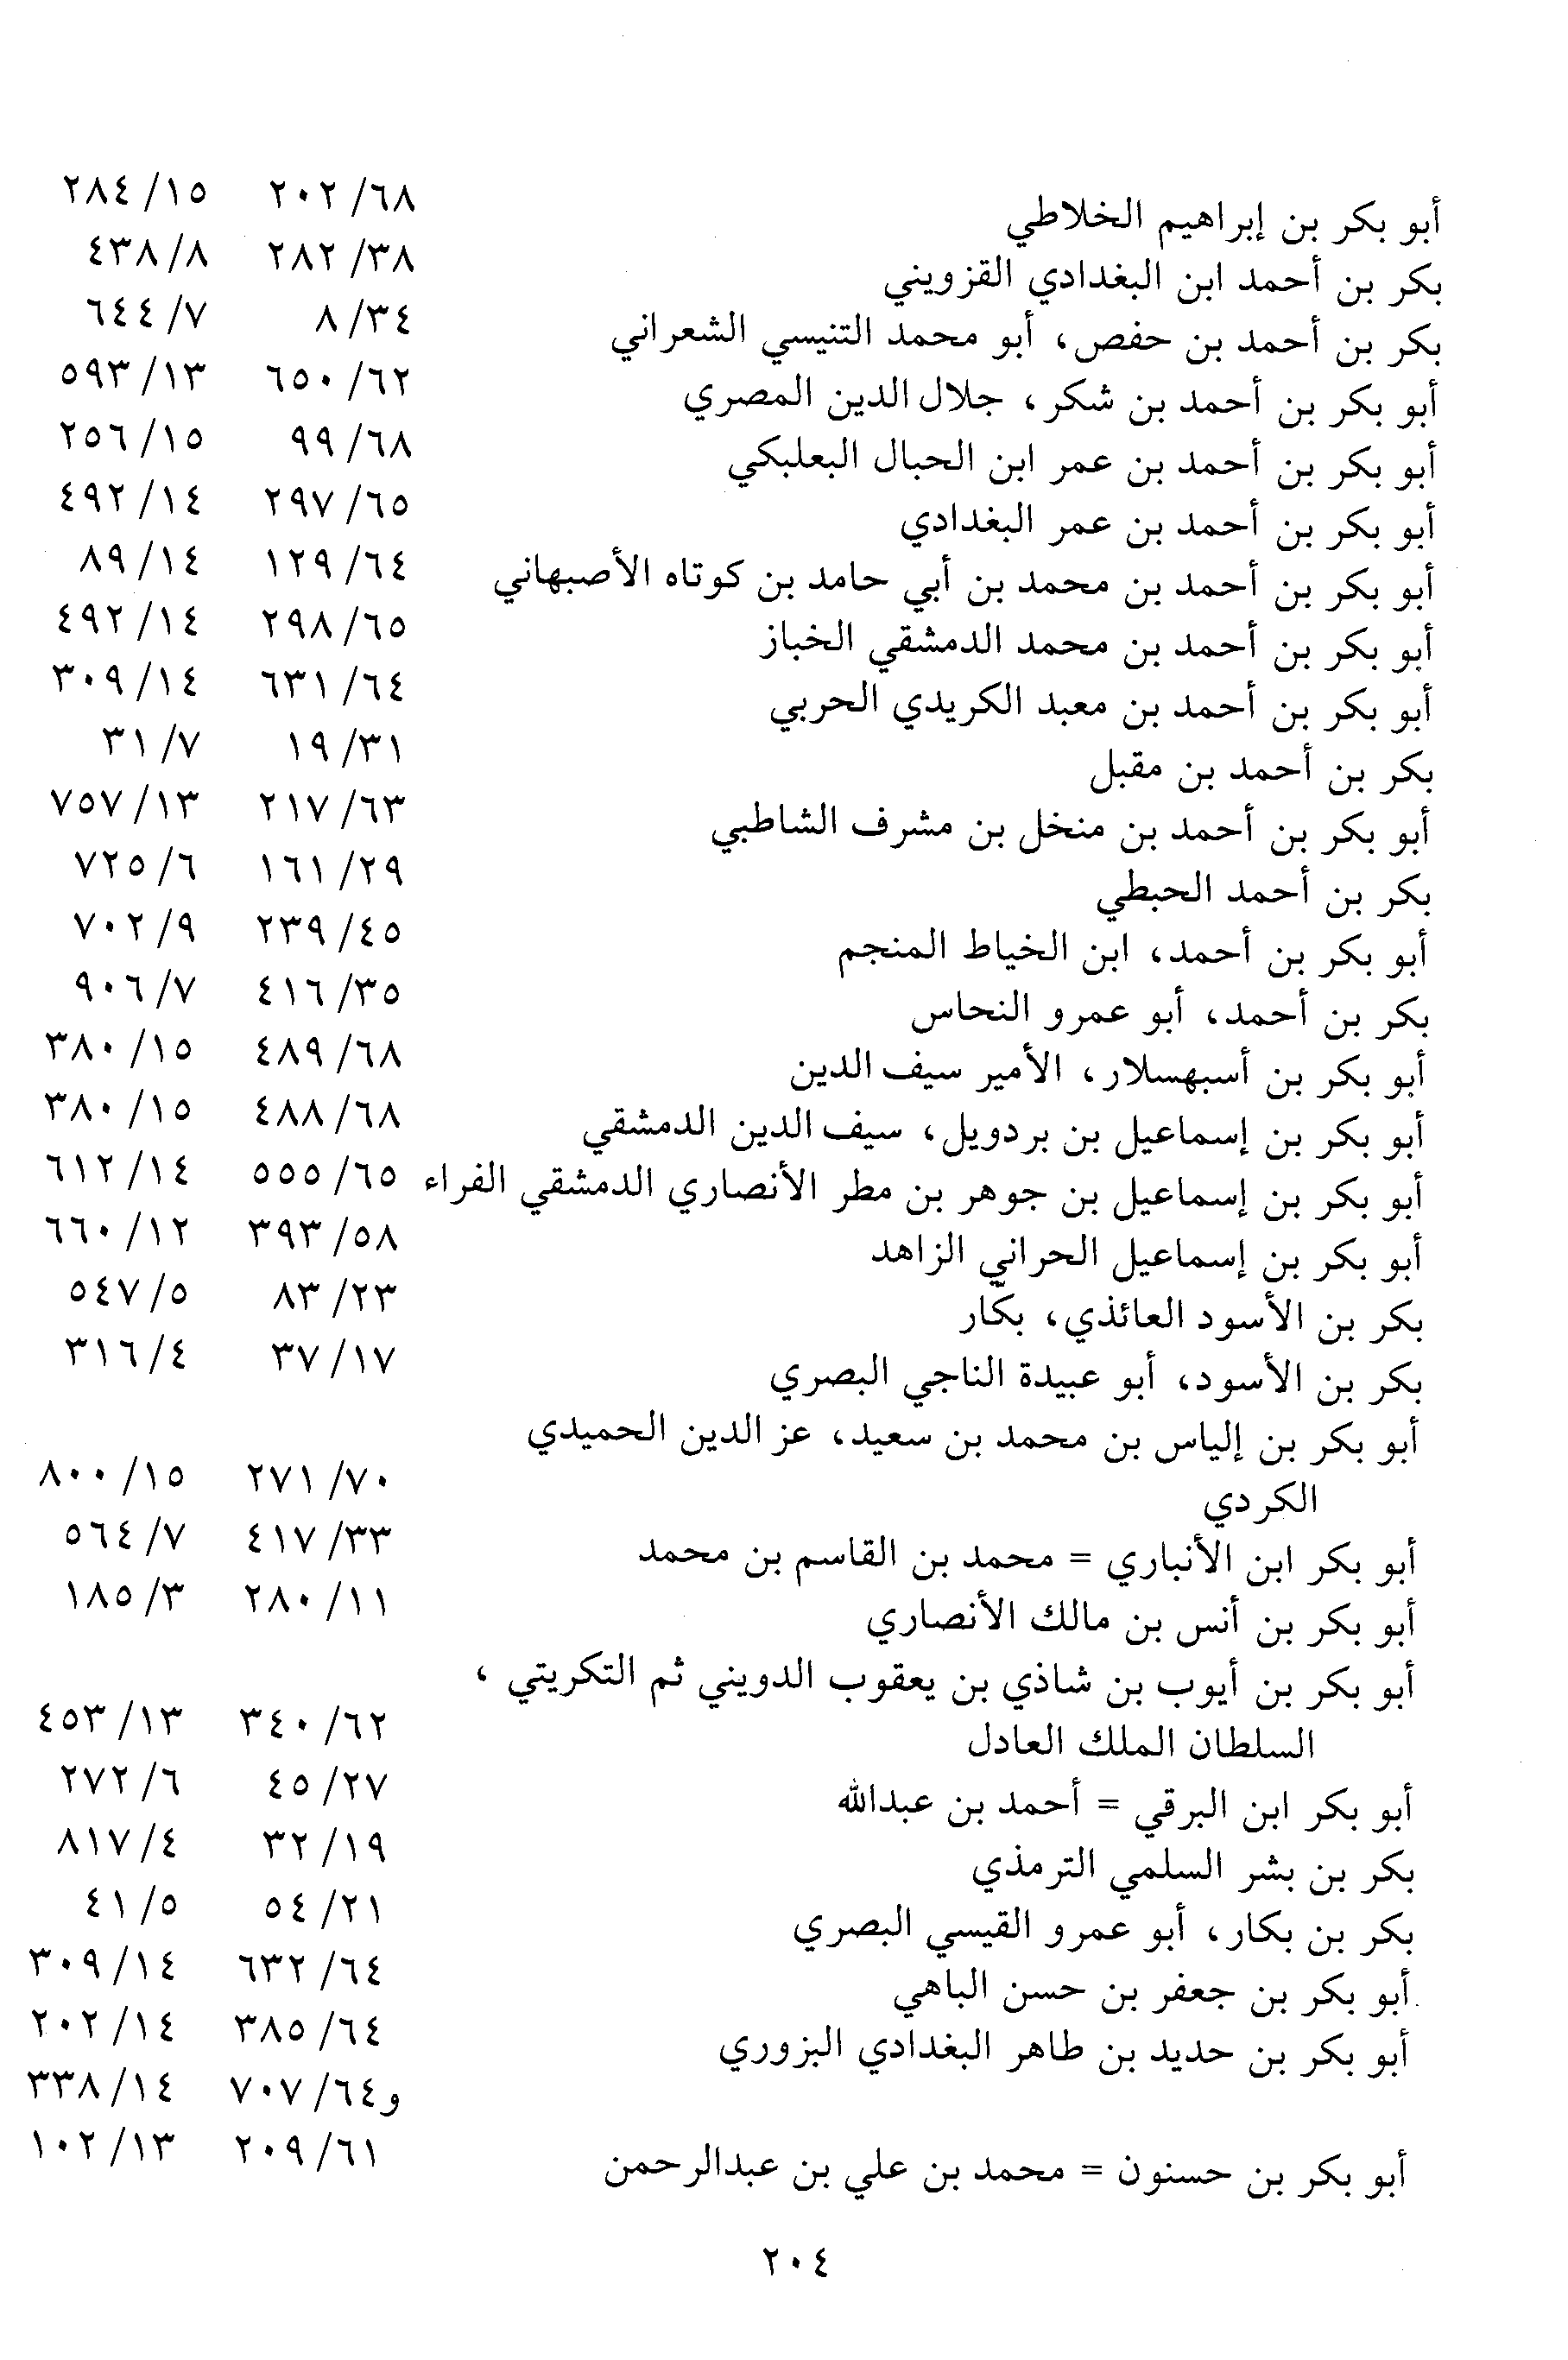 أبو بكر بن إبراهيم الخلاطي ٦٨/ ٢٠٢ ١٥/ ٢٨٤
بكر بن أحمد ابن البغدادي القزويني ٣٨/ ٢٨٢ ٨/ ٤٣٨
بكر بن أحمد بن حفص، أبو محمد التنيسي الشعراني ٣٤/ ٨ ٧/ ٦٤٤
أبو بكر بن أحمد بن شكر، جلال الدين المصري ٦٢/ ٦٥٠ ١٣/ ٥٩٣
أبو بكر بن أحمد بن عمر ابن الحبال البعلبكي ٦٨/ ٩٩ ١٥/ ٢٥٦
أبو بكر بن أحمد بن عمر البغدادي ٦٥/ ٢٩٧ ١٤/ ٤٩٢
أبو بكر بن أحمد بن محمد بن أبي حامد بن كوتاه الأصبهاني ٦٤/ ١٢٩ ١٤/ ٨٩
أبو بكر بن أحمد بن محمد الدمشقي الخباز ٦٥/ ٢٩٨ ١٤/ ٤٩٢
أبو بكر بن أحمد بن معبد الكريدي الحربي ٦٤/ ٦٣١ ١٤/ ٣٠٩
بكر بن أحمد بن مقبل ٣١/ ١٩ ٧/ ٣١
أبو بكر بن أحمد بن منخل بن مشرف الشاطبي ٦٣/ ٢١٧ ١٣/ ٧٥٧
بكر بن أحمد الحبطي ٢٩/ ١٦١ ٦/ ٧٢٥
أبو بكر بن أحمد، ابن الخياط المنجم ٤٥/ ٢٣٩ ٩/ ٧٠٢
بكر بن أحمد، أبو عمرو النحاس ٣٥/ ٤١٦ ٧/ ٩٠٦
أبو بكر بن أسبهسلار، الأمير سيف الدين ٦٨/ ٤٨٩ ١٥/ ٣٨٠
أبو بكر بن إسماعيل بن بردويل، سيف الدين الدمشقي ٦٨/ ٤٨٨ ١٥/ ٣٨٠
أبو بكر بن إسماعيل بن جوهر بن مطر الأنصاري الدمشقي الفراء ٦٥/ ٥٥٥ ١٤/ ٦١٢
أبو بكر بن إسماعيل الحراني الزاهد ٥٨/ ٣٩٣ ١٢/ ٦٦٠
بكر بن الأسود العائذي، بكّار ٢٣/ ٨٣ ٥/ ٥٤٧
بكر بن الأسود، أبو عبيدة الناجي البصري ١٧/ ٣٧ ٤/ ٣١٦
أبو بكر بن إلياس بن محمد بن سعيد، عز الدين الحميدي
الكردي ٧٠/ ٢٧١ ١٥/ ٨٠٠
أبو بكر ابن الأنباري = محمد بن القاسم بن محمد ٣٣/ ٤١٧ ٧/ ٥٦٤
أبو بكر بن أنس بن مالك الأنصاري ١١/ ٢٨٠ ٣/ ١٨٥
أبو بكر بن أيوب بن شاذي بن يعقوب الدويني ثم التكريتي،
السلطان الملك العادل ٦٢/ ٣٤٠ ١٣/ ٤٥٣
أبو بكر ابن البرقي = أحمد بن عبدالله ٢٧/ ٤٥ ٦/ ٢٧٢
بكر بن بشر السلمي الترمذي ١٩/ ٣٢ ٤/ ٨١٧
بكر بن بكار، أبو عمرو القيسي البصري ٢١/ ٥٤ ٥/ ٤١
أبو بكر بن جعفر بن حسن الباهي ٦٤/ ٦٣٢ ١٤/ ٣٠٩
أبو بكر بن حديد بن طاهر البغدادي البزوري ٦٤/ ٣٨٥ ١٤/ ٢٠٢
و٦٤/ ٧٠٧ ١٤/ ٣٣٨
أبو بكر بن حسنون = محمد بن علي بن عبدالرحمن ٦١/ ٢٠٩ ١٣/ ١٠٢
٢٠٤